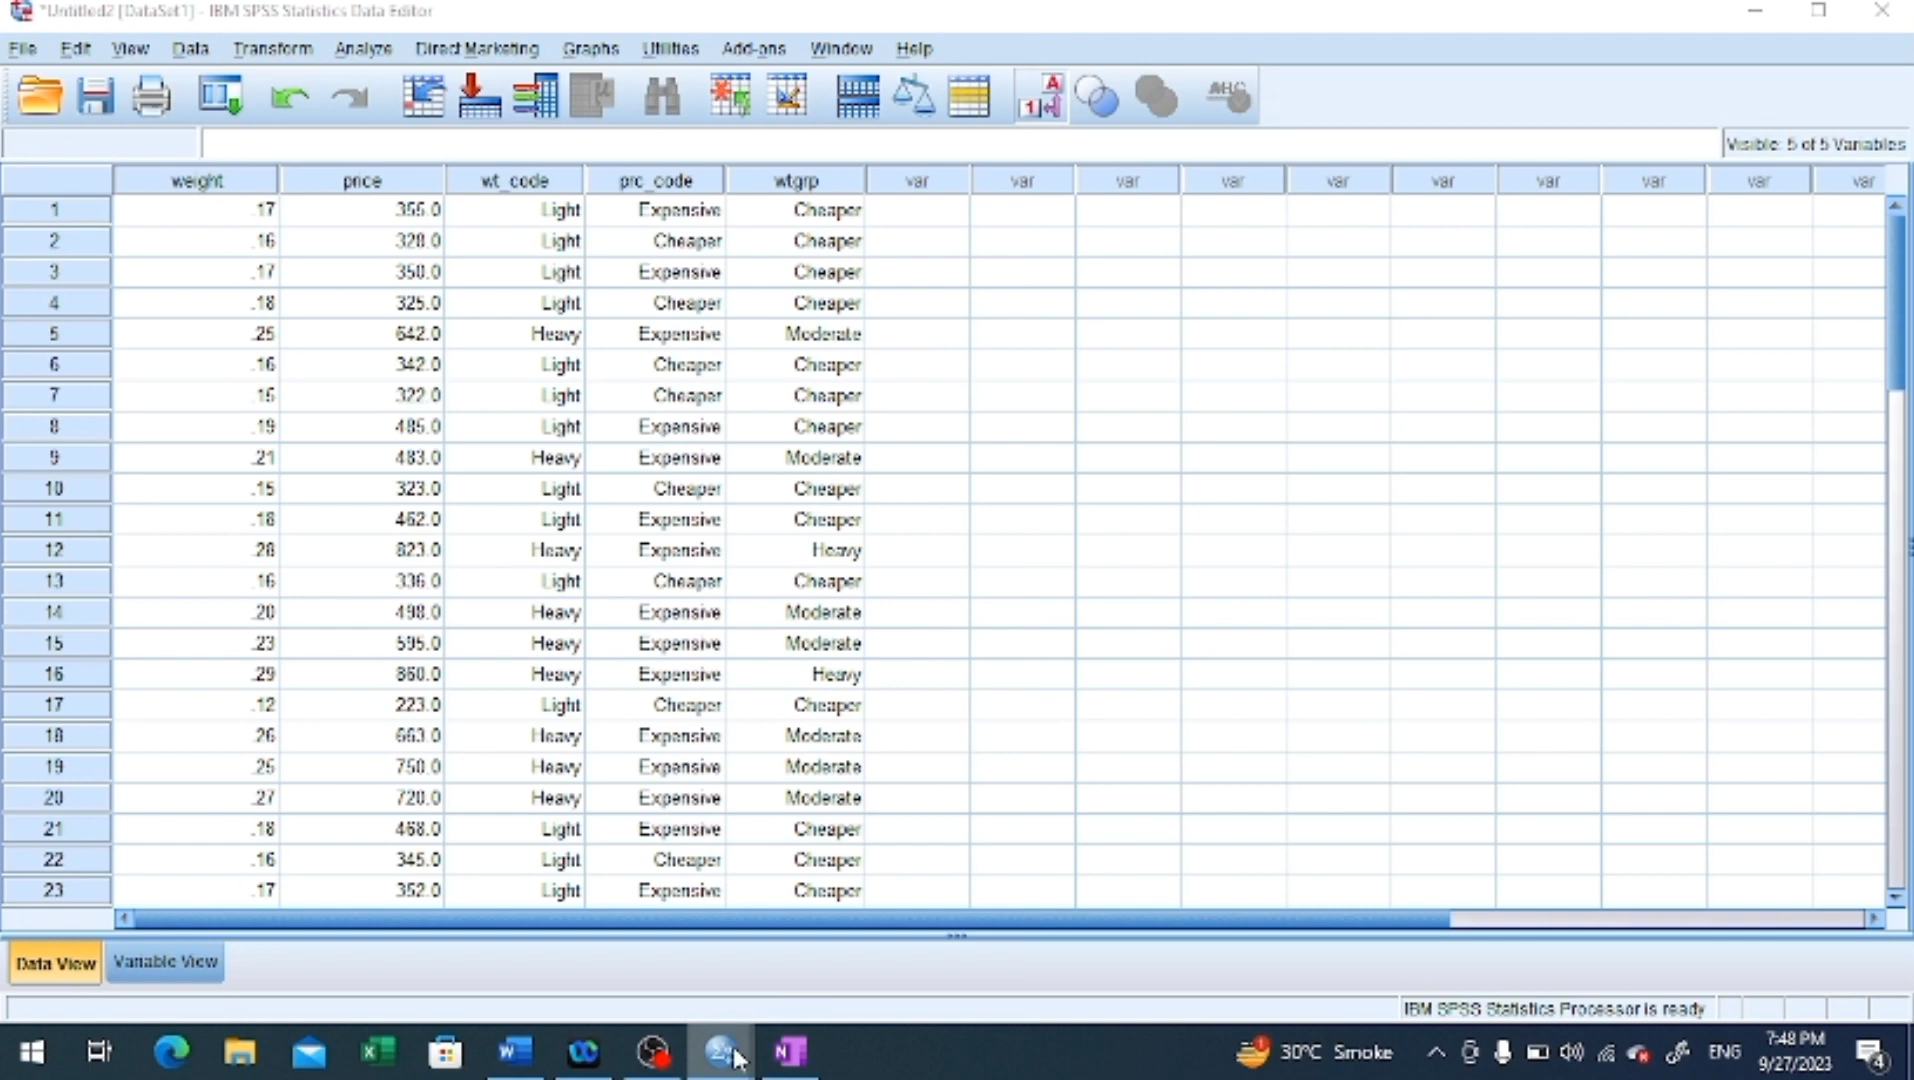 *Untitled2 [DataSet1] - IBM SPSS Statistics Data Editor
File Edit View Data Transform Analyze Direct Marketing Graphs Utilities Add-ons Window Help
Visible: 5 of 5 Variables
weight price wt_code prc_code wtgrp var var var var var var var var var var
1 .17 355.0 Light Expensive Cheaper
2 .16 328.0 Light Cheaper Cheaper
3 .17 350.0 Light Expensive Cheaper
4 .18 325.0 Light Cheaper Cheaper
5 .25 642.0 Heavy Expensive Moderate
6 .16 342.0 Light Cheaper Cheaper
7 .15 322.0 Light Cheaper Cheaper
8 .19 485.0 Light Expensive Cheaper
9 .21 483.0 Heavy Expensive Moderate
10 .15 323.0 Light Cheaper Cheaper
11 .18 462.0 Light Expensive Cheaper
12 .28 823.0 Heavy Expensive Heavy
13 .16 336.0 Light Cheaper Cheaper
14 .20 498.0 Heavy Expensive Moderate
15 .23 595.0 Heavy Expensive Moderate
16 .29 860.0 Heavy Expensive Heavy
17 .12 223.0 Light Cheaper Cheaper
18 .26 663.0 Heavy Expensive Moderate
19 .25 750.0 Heavy Expensive Moderate
20 .27 720.0 Heavy Expensive Moderate
21 .18 468.0 Light Expensive Cheaper
22 .16 345.0 Light Cheaper Cheaper
23 .17 352.0 Light Expensive Cheaper
Data View Variable View
IBM SPSS Statistics Processor is ready
30°C Smoke ENG 7:48 PM
9/27/2023 4